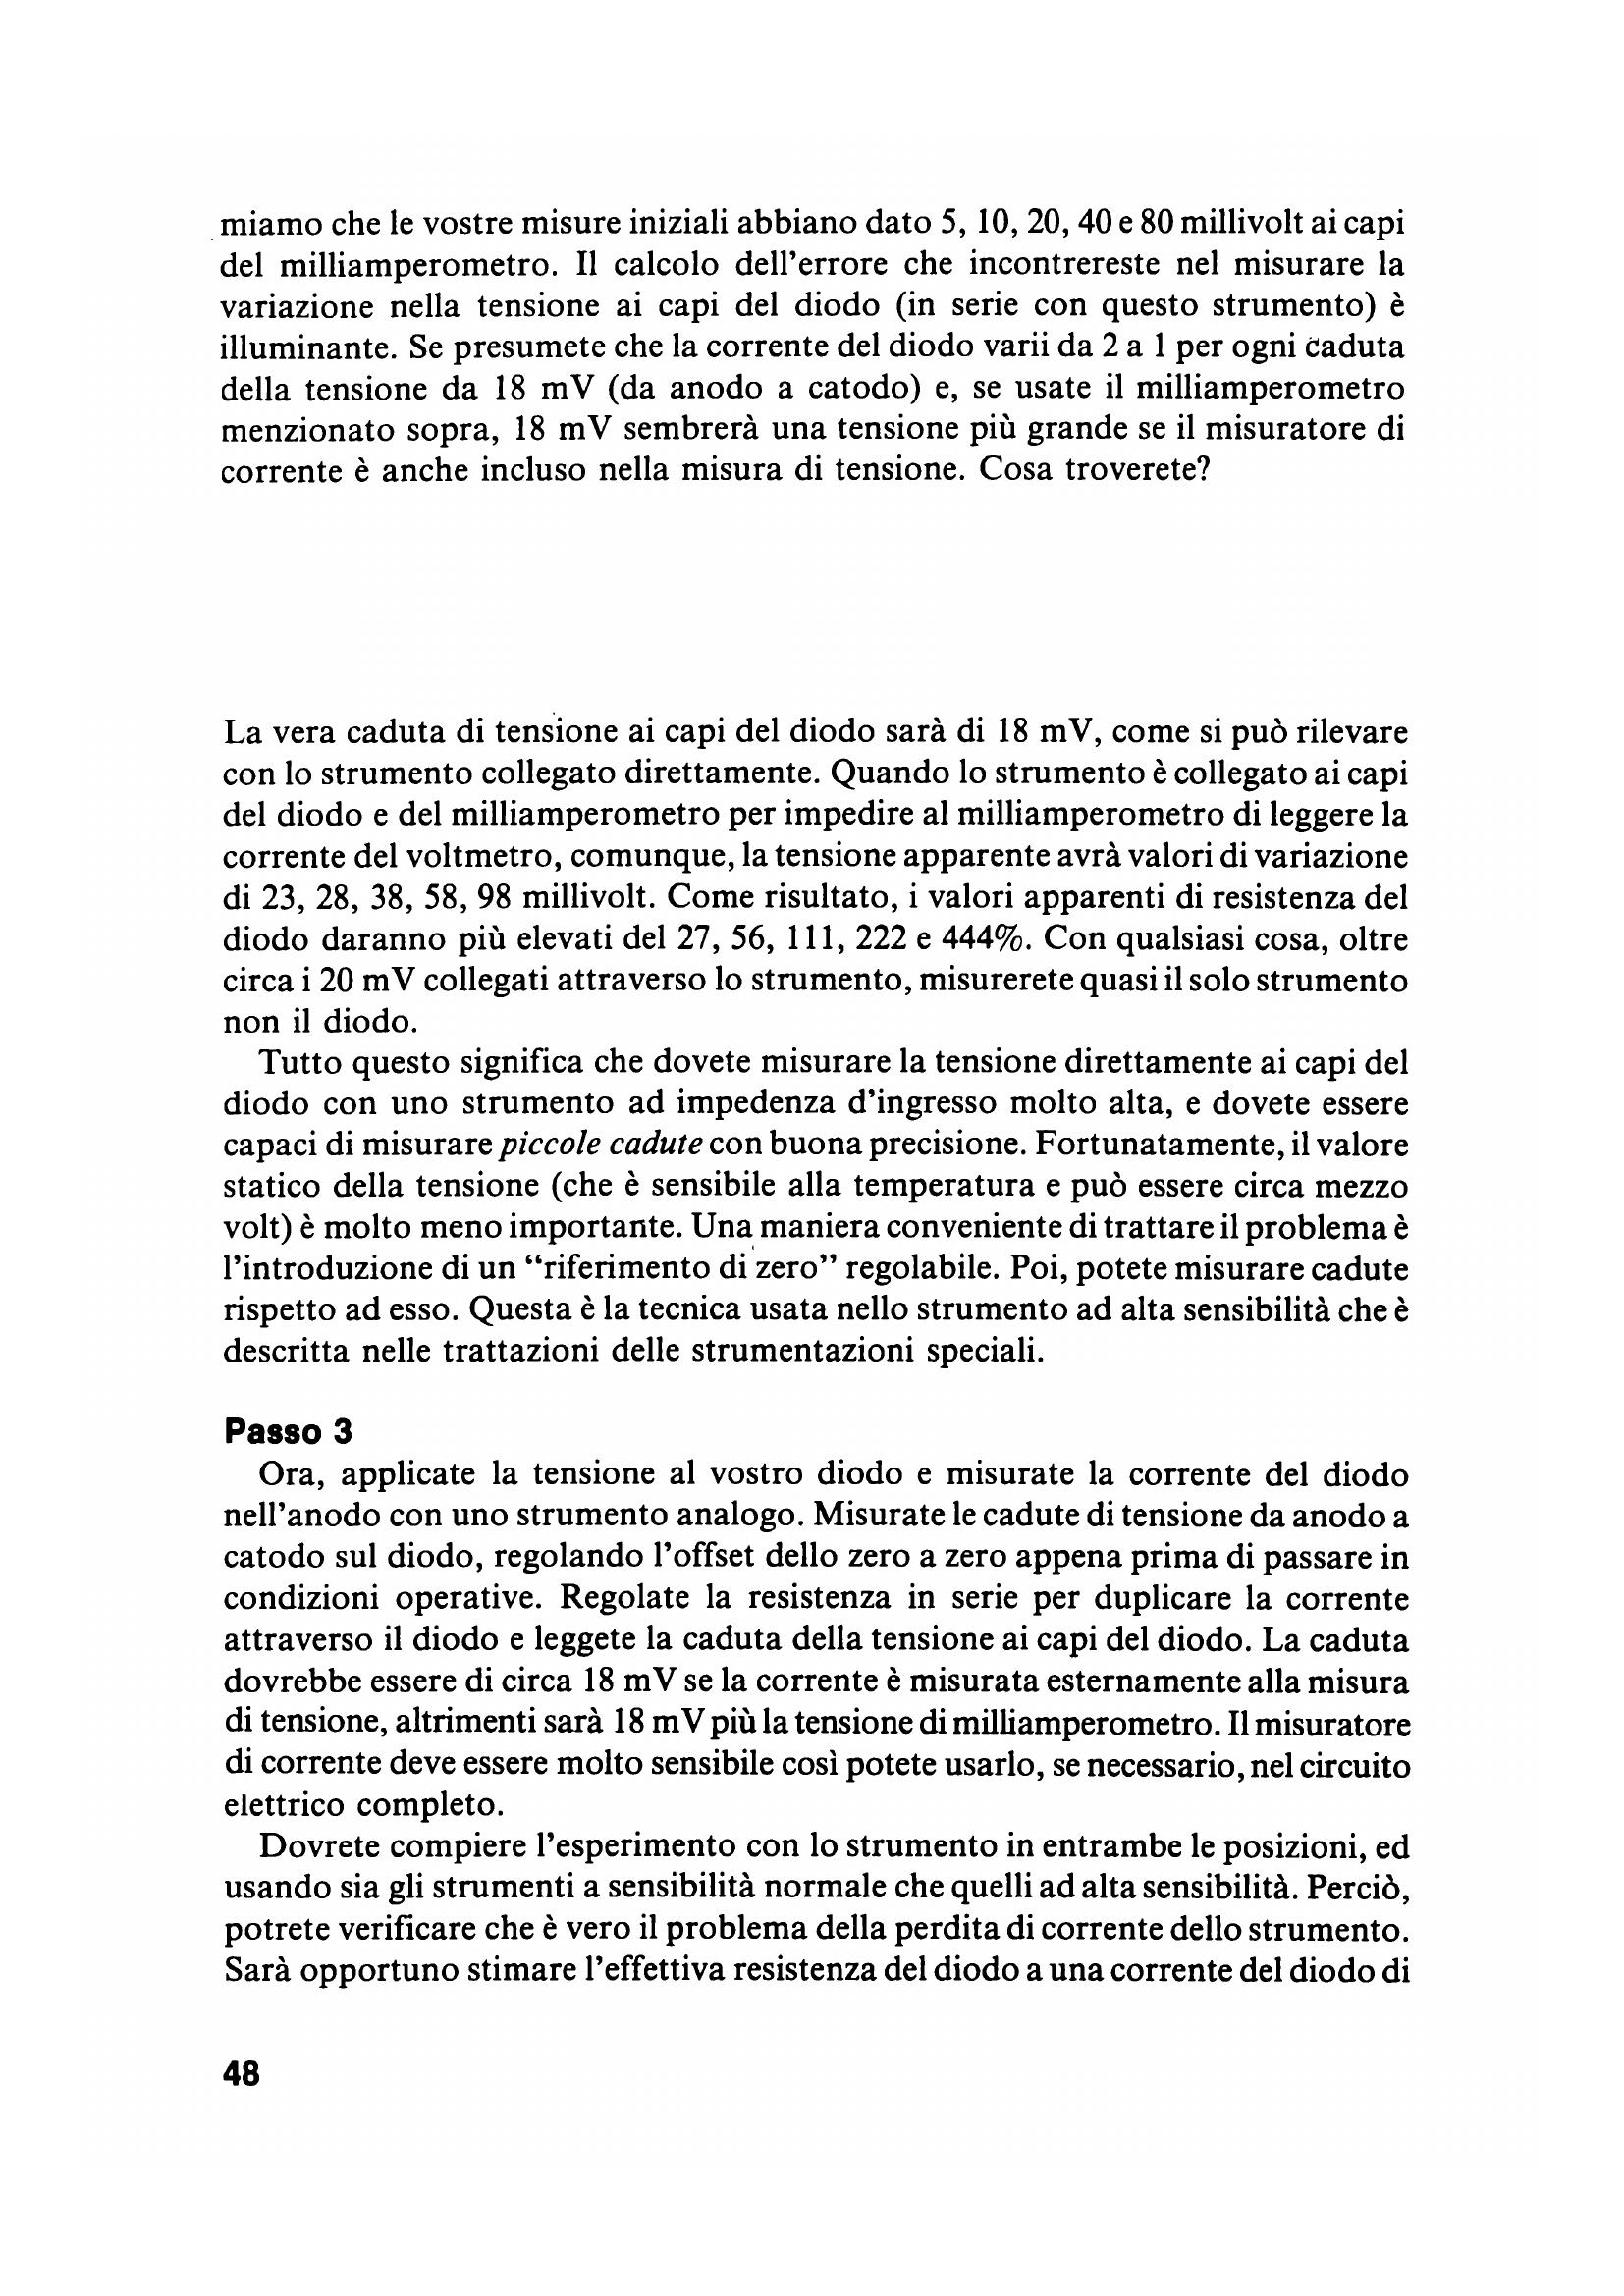 miamo che le vostre misure iniziali abbiano dato 5, 10, 20, 40 e 80 millivolt ai capi
del milliamperometro. Il calcolo dell'errore che incontrereste nel misurare la
variazione nella tensione ai capi del diodo (in serie con questo strumento) è
illuminante. Se presumete che la corrente del diodo varii da 2 a 1 per ogni caduta
della tensione da 18 mV (da anodo a catodo) e, se usate il milliamperometro
menzionato sopra, 18 mV sembrerà una tensione più grande se il misuratore di
corrente è anche incluso nella misura di tensione. Cosa troverete?
La vera caduta di tensione ai capi del diodo sarà di 18 mV, come si può rilevare
con lo strumento collegato direttamente. Quando lo strumento è collegato ai capi
del diodo e del milliamperometro per impedire al milliamperometro di leggere la
corrente del voltmetro, comunque, la tensione apparente avrà valori di variazione
di 23, 28, 38, 58, 98 millivolt. Come risultato, i valori apparenti di resistenza del
diodo daranno più elevati del 27, 56, 111, 222 e 444%. Con qualsiasi cosa, oltre
circa i 20 mV collegati attraverso lo strumento, misurerete quasi il solo strumento
non il diodo.
Tutto questo significa che dovete misurare la tensione direttamente ai capi del
diodo con uno strumento ad impedenza d'ingresso molto alta, e dovete essere
capaci di misurare piccole cadute con buona precisione. Fortunatamente, il valore
statico della tensione (che è sensibile alla temperatura e può essere circa mezzo
volt) è molto meno importante. Una maniera conveniente di trattare il problema è
l'introduzione di un “riferimento di zero” regolabile. Poi, potete misurare cadute
rispetto ad esso. Questa è la tecnica usata nello strumento ad alta sensibilità che è
descritta nelle trattazioni delle strumentazioni speciali.
Passo 3
Ora, applicate la tensione al vostro diodo e misurate la corrente del diodo
nell'anodo con uno strumento analogo. Misurate le cadute di tensione da anodo a
catodo sul diodo, regolando l'offset dello zero a zero appena prima di passare in
condizioni operative. Regolate la resistenza in serie per duplicare la corrente
attraverso il diodo e leggete la caduta della tensione ai capi del diodo. La caduta
dovrebbe essere di circa 18 mV se la corrente è misurata esternamente alla misura
di tensione, altrimenti sarà 18 mV più la tensione di milliamperometro. Il misuratore
di corrente deve essere molto sensibile così potete usarlo, se necessario, nel circuito
elettrico completo.
Dovrete compiere l'esperimento con lo strumento in entrambe le posizioni, ed
usando sia gli strumenti a sensibilità normale che quelli ad alta sensibilità. Perciò,
potrete verificare che è vero il problema della perdita di corrente dello strumento.
Sarà opportuno stimare l'effettiva resistenza del diodo a una corrente del diodo di
48